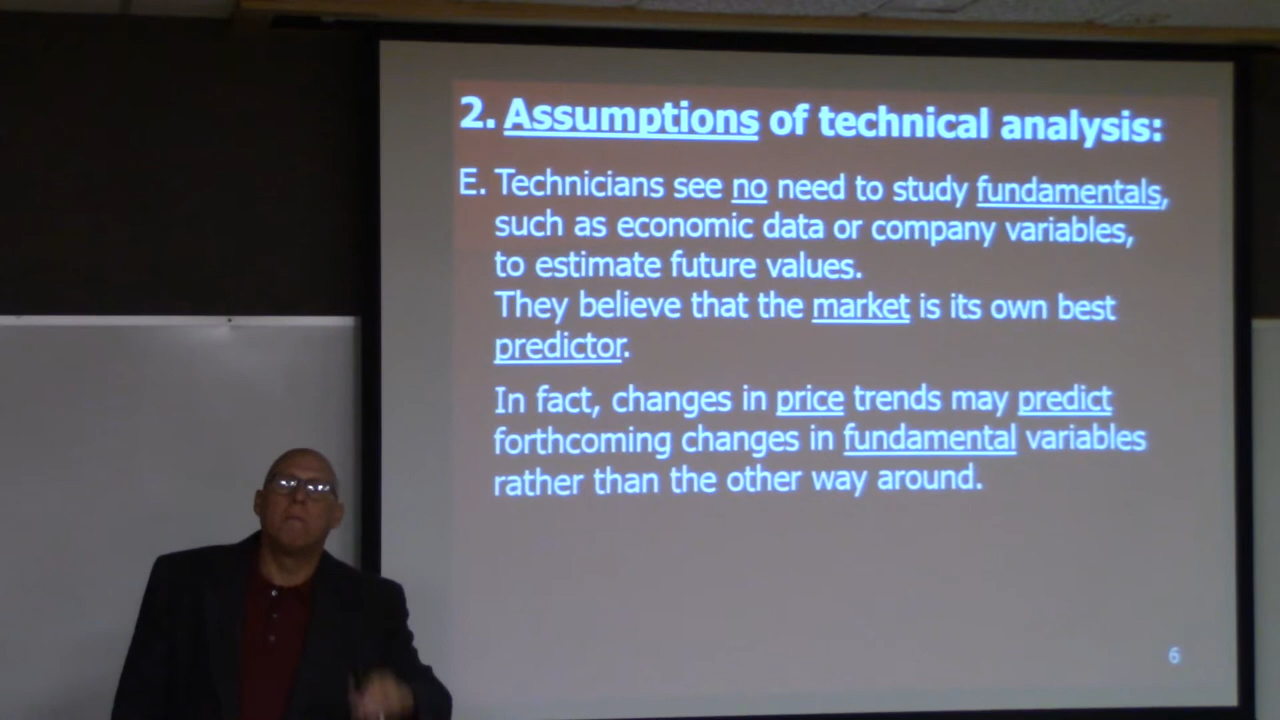 2. Assumptions of technical analysis:
E. Technicians see no need to study fundamentals,
such as economic data or company variables,
to estimate future values.
They believe that the market is its own best
predictor.
In fact, changes in price trends may predict
forthcoming changes in fundamental variables
rather than the other way around.
6